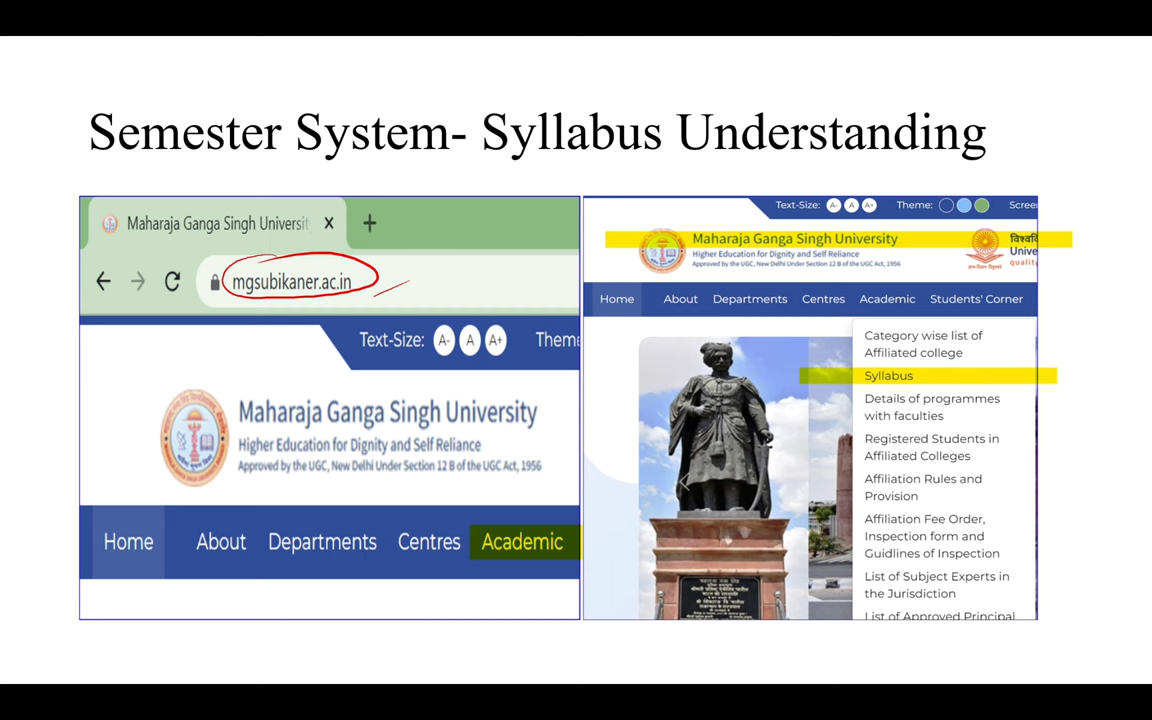 Semester System- Syllabus Understanding
Maharaja Ganga Singh Universit
mgsubikaner.ac.in
Text-Size: A- A A+ Them
Maharaja Ganga Singh University
Higher Education for Dignity and Self Reliance
Approved by the UGC, New Delhi Under Section 12 B of the UGC Act, 1956
Home About Departments Centres Academic
Text-Size: A- A A+ Theme: Scree
Maharaja Ganga Singh University
Higher Education for Dignity and Self Reliance
Approved by the UGC, New Delhi Under Section 12 B of the UGC Act, 1956
Unive
qualit
Home About Departments Centres Academic Students' Corner
Category wise list of
Affiliated college
Syllabus
Details of programmes
with faculties
Registered Students in
Affiliated Colleges
Affiliation Rules and
Provision
Affiliation Fee Order,
Inspection form and
Guidlines of Inspection
List of Subject Experts in
the Jurisdiction
List of Approved Principal